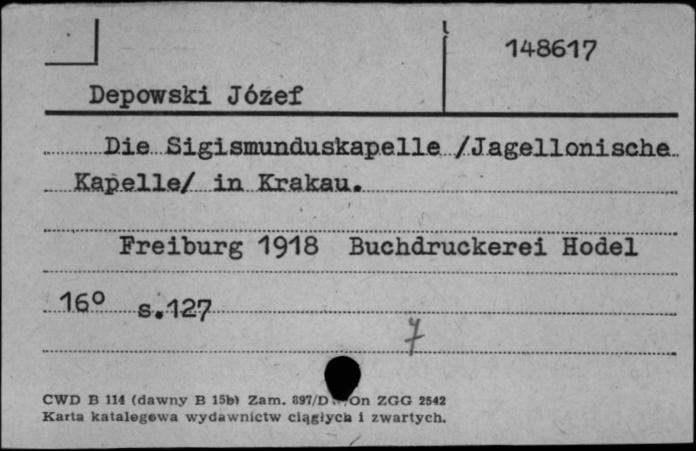 148617
Depowski Józef
Die Sigismunduskapelle /Jagellonische
Kapelle/ in Krakau.
Freiburg 1918 Buchdruckerei Hodel
16º s.127
7
CWD B 114 (dawny B 15b) Zam. 897/D On ZGG 2542
Karta katalogowa wydawnictw ciągłych i zwartych.